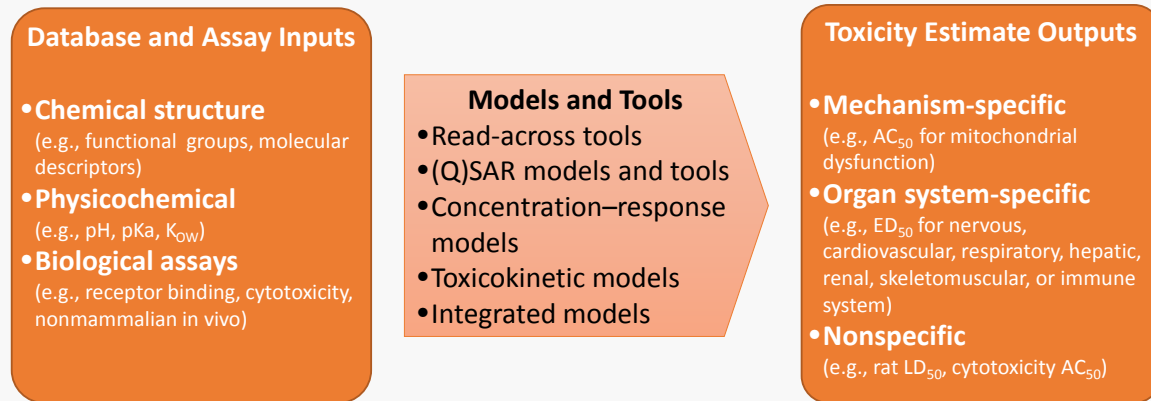 Database and Assay Inputs
•Chemical structure
(e.g., functional groups, molecular
descriptors)
•Physicochemical
(e.g., pH, pKa, K_OW)
•Biological assays
(e.g., receptor binding, cytotoxicity,
nonmammalian in vivo)
Models and Tools
•Read-across tools
•(Q)SAR models and tools
•Concentration–response
models
•Toxicokinetic models
•Integrated models
Toxicity Estimate Outputs
•Mechanism-specific
(e.g., AC₅₀ for mitochondrial
dysfunction)
•Organ system-specific
(e.g., ED₅₀ for nervous,
cardiovascular, respiratory, hepatic,
renal, skeletomuscular, or immune
system)
•Nonspecific
(e.g., rat LD₅₀, cytotoxicity AC₅₀)